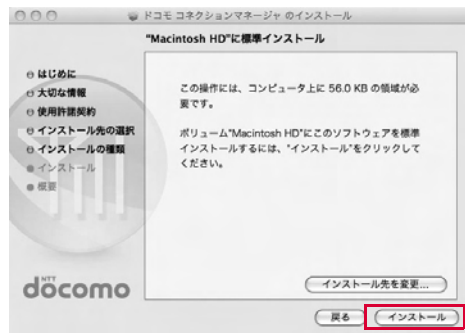 ドコモ コネクションマネージャ のインストール
"Macintosh HD"に標準インストール
はじめに
大切な情報
使用許諾契約
インストール先の選択
インストールの種類
インストール
概要
この操作には、コンピュータ上に 56.0 KB の領域が必
要です。
ボリューム"Macintosh HD"にこのソフトウェアを標準
インストールするには、"インストール"をクリックして
ください。
NTT
döcomo
インストール先を変更...
戻る
インストール